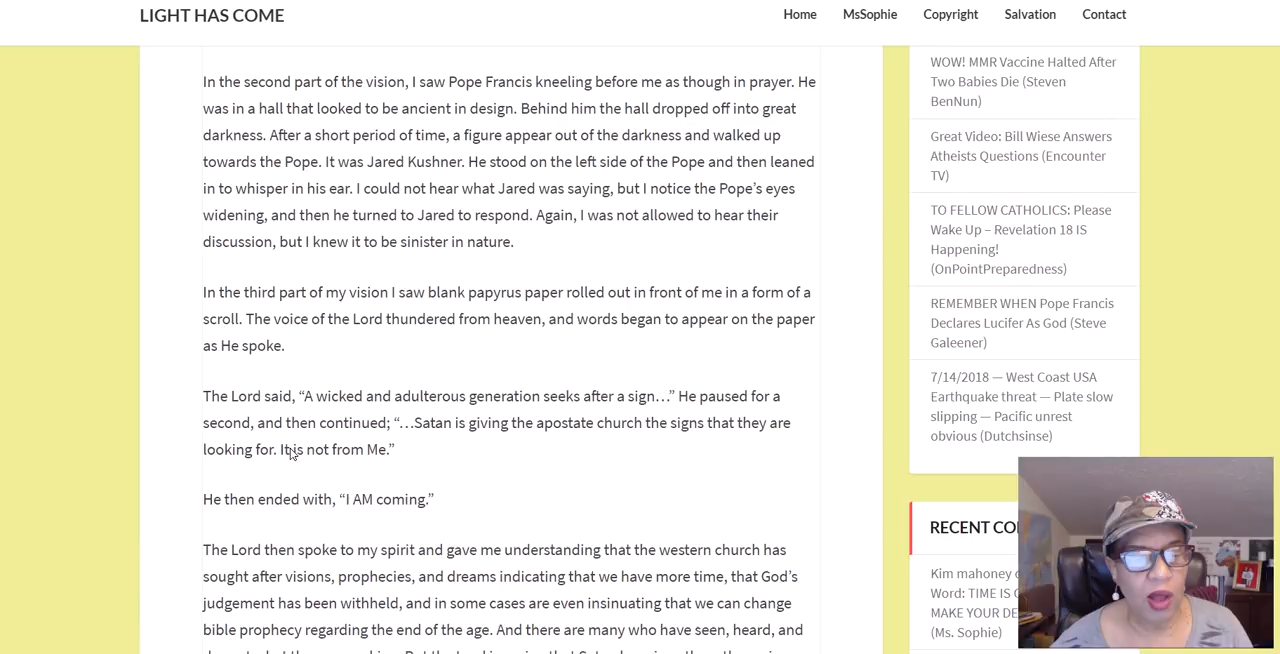 LIGHT HAS COME
Home MsSophie Copyright Salvation Contact
In the second part of the vision, I saw Pope Francis kneeling before me as though in prayer. He
was in a hall that looked to be ancient in design. Behind him the hall dropped off into great
darkness. After a short period of time, a figure appear out of the darkness and walked up
towards the Pope. It was Jared Kushner. He stood on the left side of the Pope and then leaned
in to whisper in his ear. I could not hear what Jared was saying, but I notice the Pope’s eyes
widening, and then he turned to Jared to respond. Again, I was not allowed to hear their
discussion, but I knew it to be sinister in nature.
In the third part of my vision I saw blank papyrus paper rolled out in front of me in a form of a
scroll. The voice of the Lord thundered from heaven, and words began to appear on the paper
as He spoke.
The Lord said, “A wicked and adulterous generation seeks after a sign…” He paused for a
second, and then continued; “…Satan is giving the apostate church the signs that they are
looking for. It is not from Me.”
He then ended with, “I AM coming.”
The Lord then spoke to my spirit and gave me understanding that the western church has
sought after visions, prophecies, and dreams indicating that we have more time, that God’s
judgement has been withheld, and in some cases are even insinuating that we can change
bible prophecy regarding the end of the age. And there are many who have seen, heard, and
WOW! MMR Vaccine Halted After
Two Babies Die (Steven
BenNun)
Great Video: Bill Wiese Answers
Atheists Questions (Encounter
TV)
TO FELLOW CATHOLICS: Please
Wake Up – Revelation 18 IS
Happening!
(OnPointPreparedness)
REMEMBER WHEN Pope Francis
Declares Lucifer As God (Steve
Galeener)
7/14/2018 — West Coast USA
Earthquake threat — Plate slow
slipping — Pacific unrest
obvious (Dutchsinse)
RECENT CO
Kim mahoney
Word: TIME IS
MAKE YOUR DE
(Ms. Sophie)